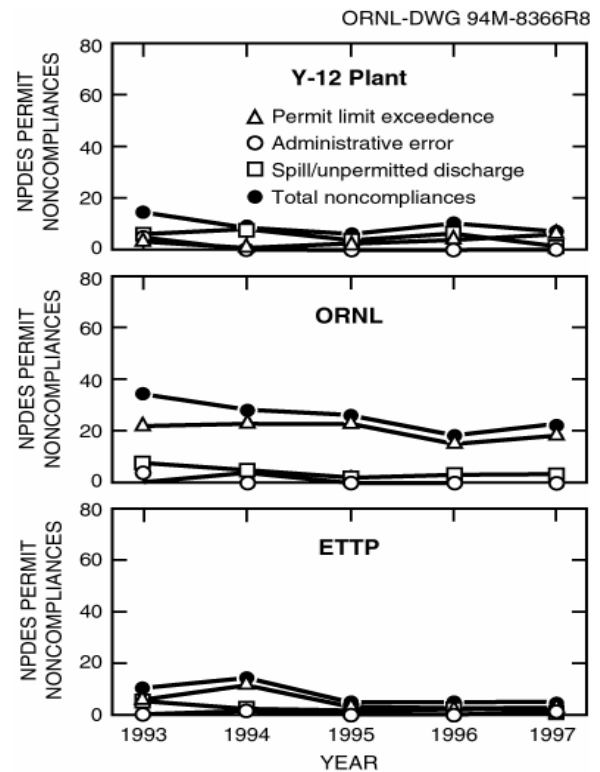 ORNL-DWG 94M-8366R8
NPDES PERMIT
NONCOMPLIANCES
80
60
40
20
0
Y-12 Plant
Permit limit exceedence
Administrative error
Spill/unpermitted discharge
Total noncompliances
NPDES PERMIT
NONCOMPLIANCES
80
60
40
20
0
ORNL
NPDES PERMIT
NONCOMPLIANCES
80
60
40
20
0
ETTP
1993 1994 1995 1996 1997
YEAR